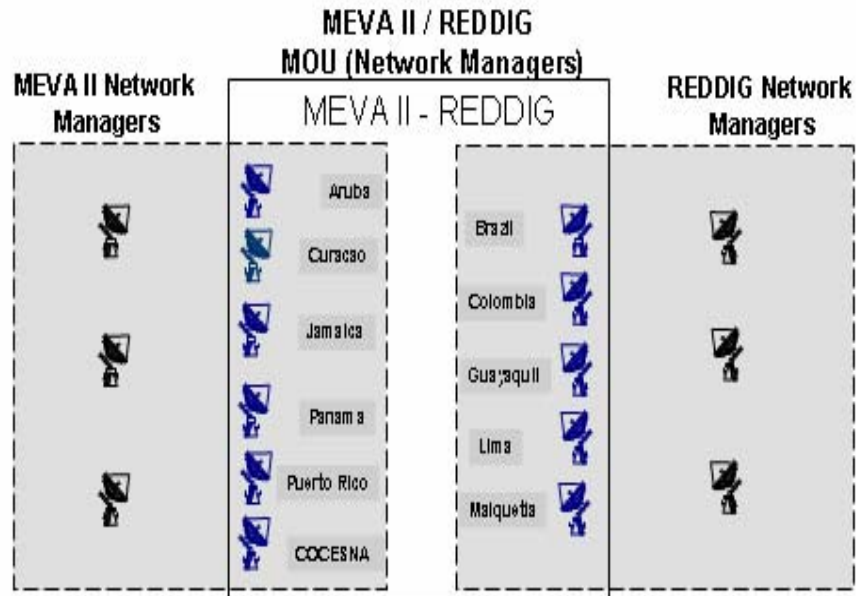 MEVA II / REDDIG
MOU (Network Managers)
MEVA II Network
Managers
REDDIG Network
Managers
MEVA II - REDDIG
Aruba
Curacao
Jamaica
Panama
Puerto Rico
COCESNA
Brazil
Colombia
Guayaquil
Lima
Maiquetia